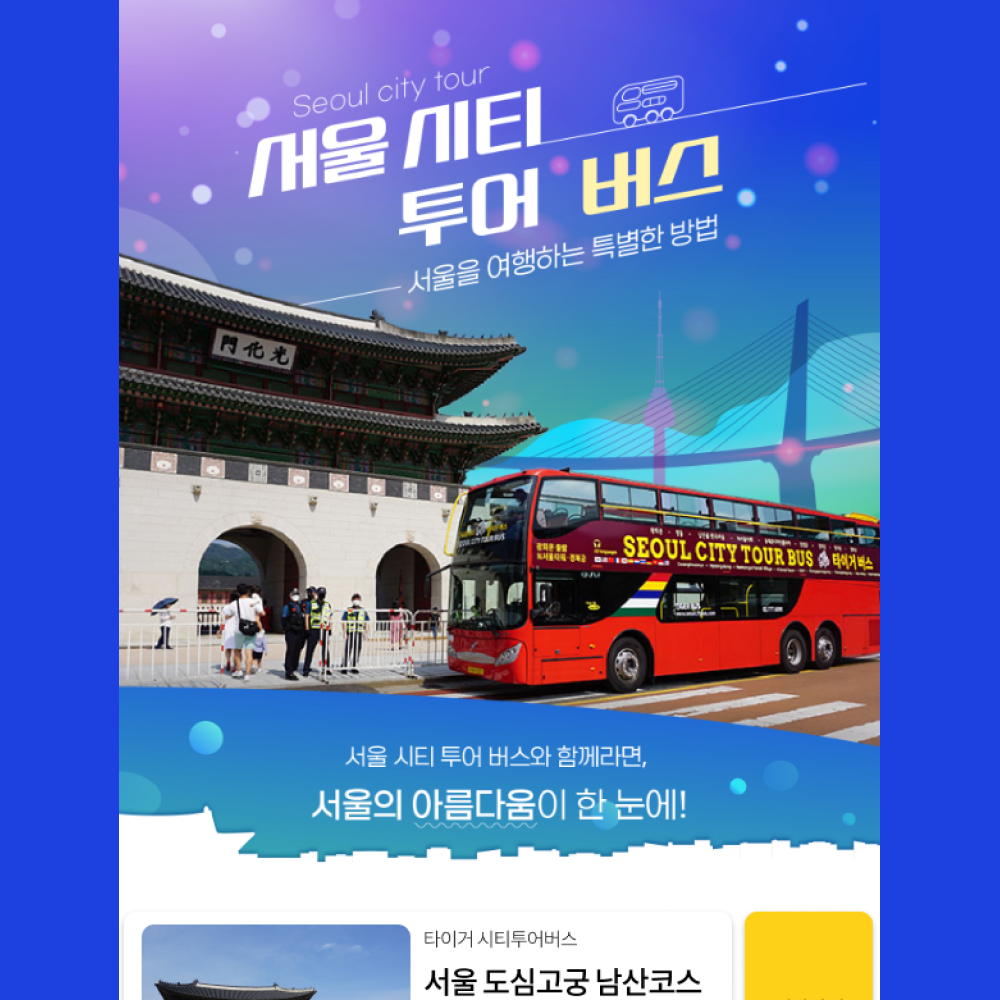 Seoul city tour
서울 시티
투어 버스
서울을 여행하는 특별한 방법
門化光
SEOUL CITY TOUR BUS 타이거 버스
서울 시티 투어 버스와 함께라면,
서울의 아름다움이 한 눈에!
타이거 시티투어버스
서울 도심고궁 남산코스